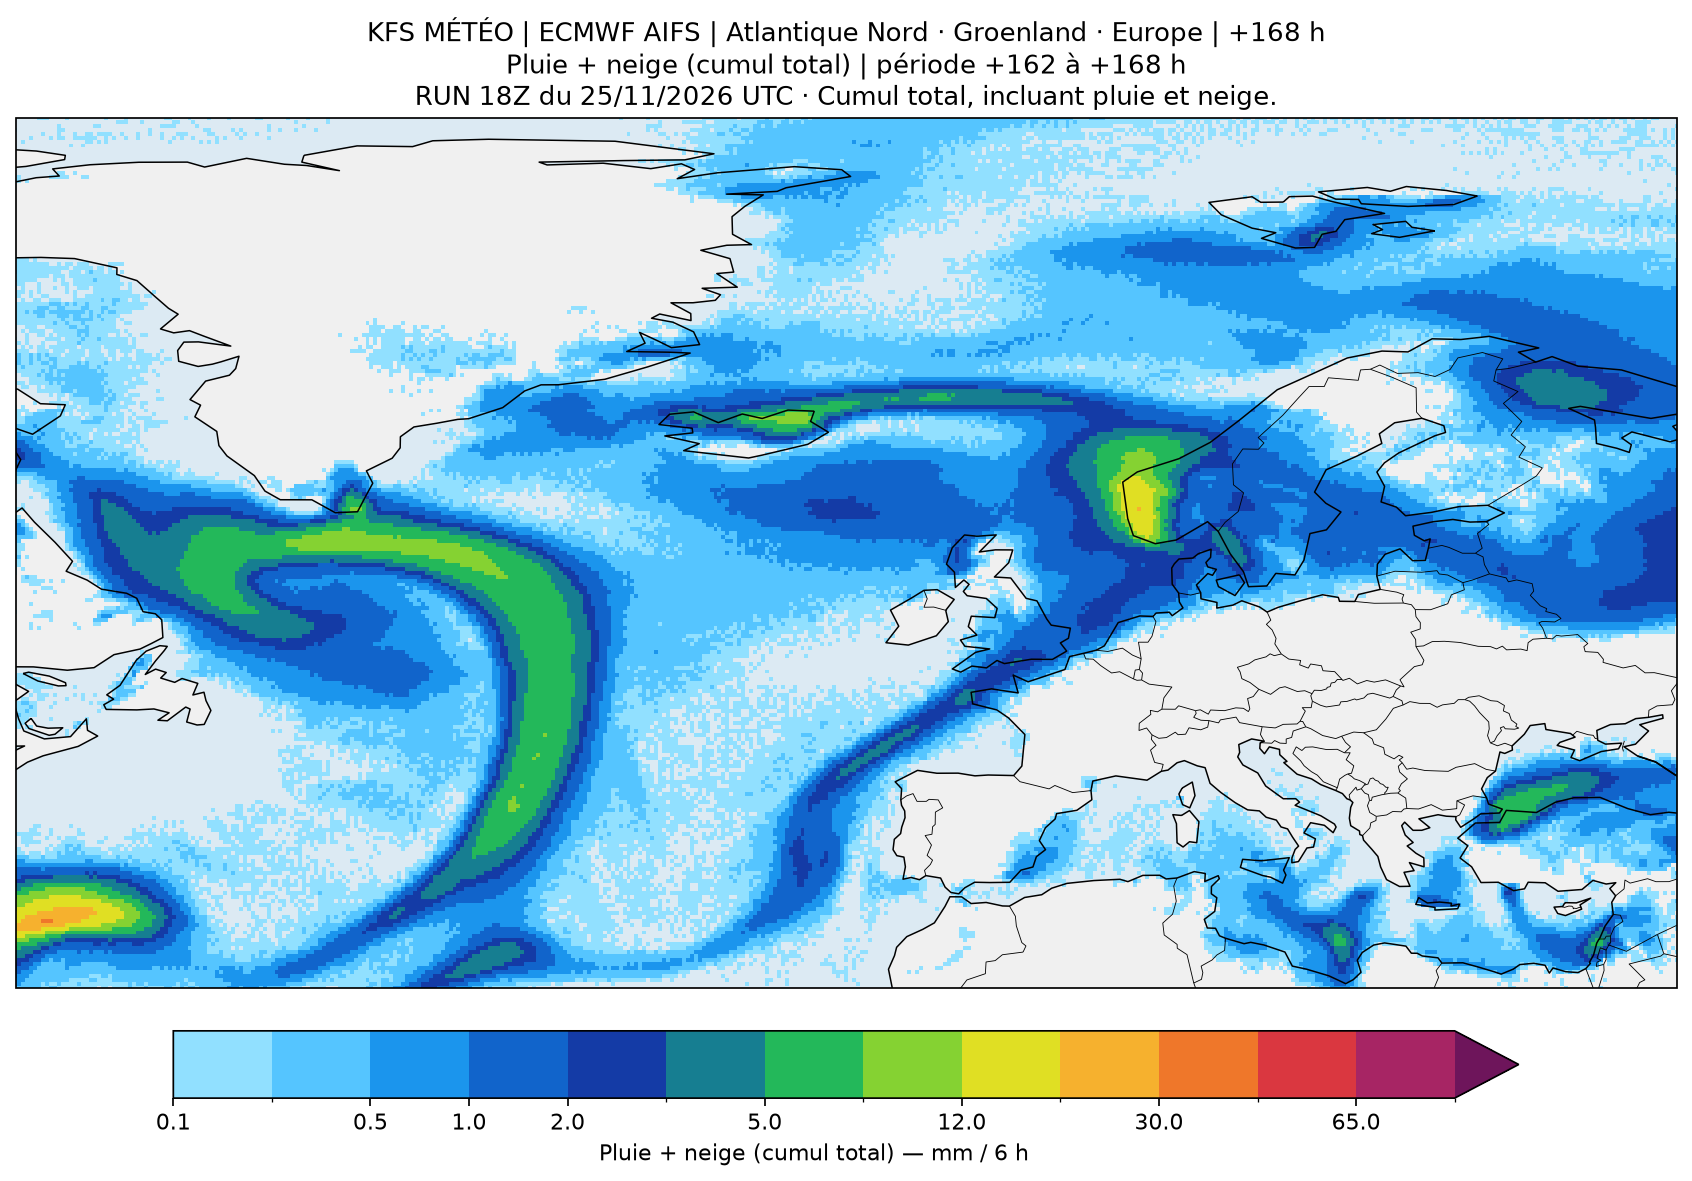 KFS MÉTÉO | ECMWF AIFS | Atlantique Nord · Groenland · Europe | +168 h
Pluie + neige (cumul total) | période +162 à +168 h
RUN 18Z du 25/11/2026 UTC · Cumul total, incluant pluie et neige.
0.1 0.5 1.0 2.0 5.0 12.0 30.0 65.0
Pluie + neige (cumul total) — mm / 6 h